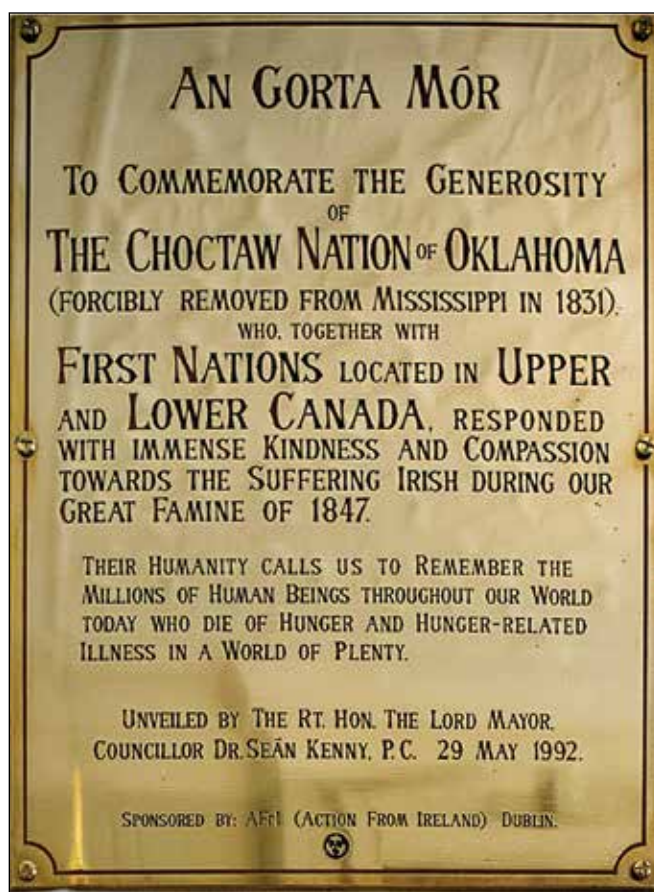 AN GORTA MÓR
TO COMMEMORATE THE GENEROSITY
OF
THE CHOCTAW NATION OF OKLAHOMA
(FORCIBLY REMOVED FROM MISSISSIPPI IN 1831),
WHO, TOGETHER WITH
FIRST NATIONS LOCATED IN UPPER
AND LOWER CANADA, RESPONDED
WITH IMMENSE KINDNESS AND COMPASSION
TOWARDS THE SUFFERING IRISH DURING OUR
GREAT FAMINE OF 1847.
THEIR HUMANITY CALLS US TO REMEMBER THE
MILLIONS OF HUMAN BEINGS THROUGHOUT OUR WORLD
TODAY WHO DIE OF HUNGER AND HUNGER-RELATED
ILLNESS IN A WORLD OF PLENTY.
UNVEILED BY THE RT. HON. THE LORD MAYOR,
COUNCILLOR DR. SEÁN KENNY, P.C. 29 MAY 1992.
SPONSORED BY: AFrI (ACTION FROM IRELAND) DUBLIN.